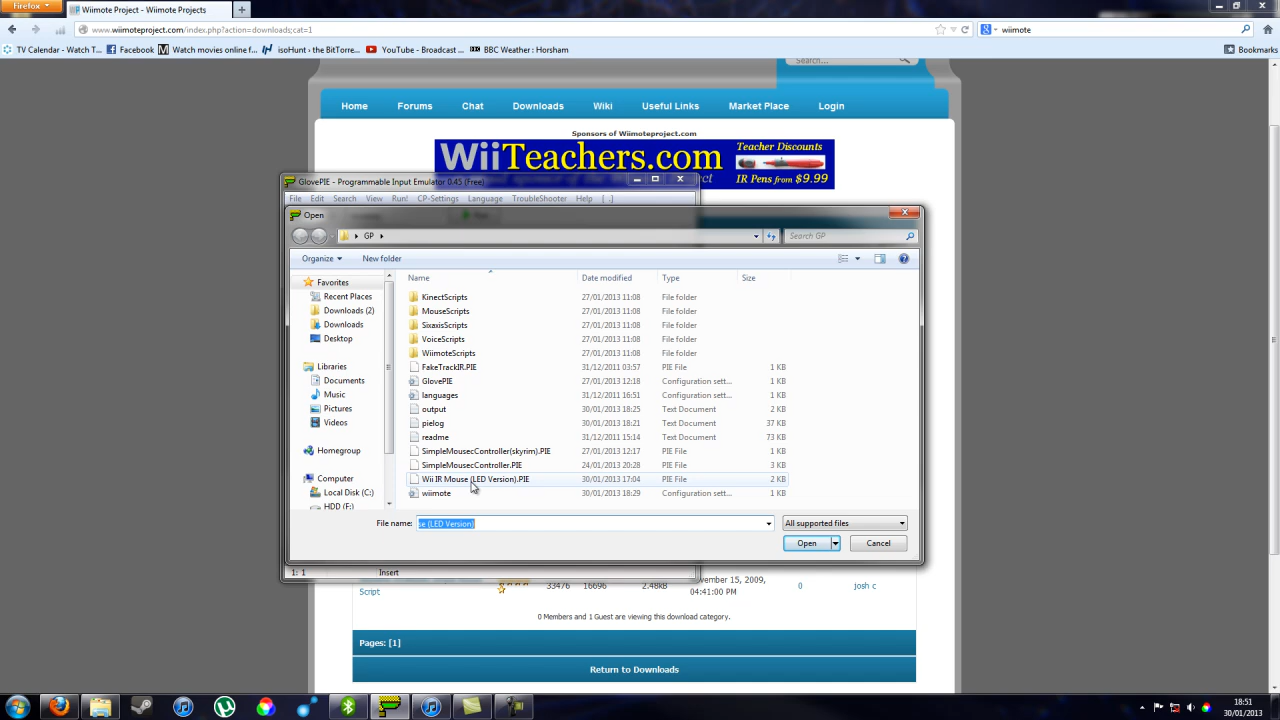 Firefox
Wiimote Project - Wiimote Projects
www.wiimoteproject.com/index.php?action=downloads;cat=1
wiimote
TV Calendar - Watch T...
Facebook
Watch movies online f...
isoHunt › the BitTorre...
YouTube - Broadcast ...
BBC Weather : Horsham
Bookmarks
Search...
Home
Forums
Chat
Downloads
Wiki
Useful Links
Market Place
Login
Sponsors of Wiimoteproject.com
WiiTeachers.com
Teacher Discounts
IR Pens from $9.99
GlovePIE - Programmable Input Emulator 0.45 (Free)
File Edit Search View Run! CP-Settings Language TroubleShooter Help [ .]
Open
GP
Search GP
Organize
New folder
Name Date modified Type Size
Favorites
Recent Places
Downloads (2)
Downloads
Desktop
Libraries
Documents
Music
Pictures
Videos
Homegroup
Computer
Local Disk (C:)
HDD (F:)
KinectScripts 27/01/2013 11:08 File folder
MouseScripts 27/01/2013 11:08 File folder
SixaxisScripts 27/01/2013 11:08 File folder
VoiceScripts 27/01/2013 11:08 File folder
WiimoteScripts 27/01/2013 11:08 File folder
FakeTrackIR.PIE 31/12/2011 03:57 PIE File 1 KB
GlovePIE 27/01/2013 12:18 Configuration sett... 1 KB
languages 31/12/2011 16:51 Configuration sett... 1 KB
output 30/01/2013 18:25 Text Document 2 KB
pielog 30/01/2013 18:21 Text Document 37 KB
readme 31/12/2011 15:14 Text Document 73 KB
SimpleMousecController(skyrim).PIE 27/01/2013 12:17 PIE File 1 KB
SimpleMousecController.PIE 24/01/2013 20:28 PIE File 3 KB
Wii IR Mouse (LED Version).PIE 30/01/2013 17:04 PIE File 2 KB
wiimote 30/01/2013 18:29 Configuration sett... 1 KB
File name:
se (LED Version)
All supported files
Open
Cancel
1: 1
Insert
Script
33476
16696
2.48kB
November 15, 2009,
04:41:00 PM
0
josh c
0 Members and 1 Guest are viewing this download category.
Pages: [1]
Return to Downloads
18:51
30/01/2013